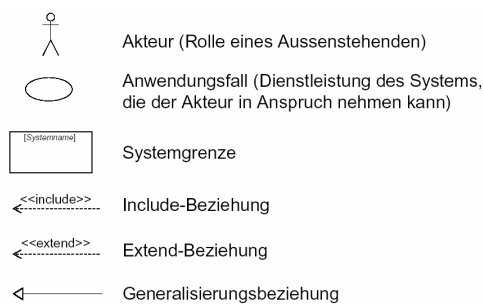 Akteur (Rolle eines Aussenstehenden)
Anwendungsfall (Dienstleistung des Systems,
die der Akteur in Anspruch nehmen kann)
[Systemname]
Systemgrenze
<<include>>
Include-Beziehung
<<extend>>
Extend-Beziehung
Generalisierungsbeziehung